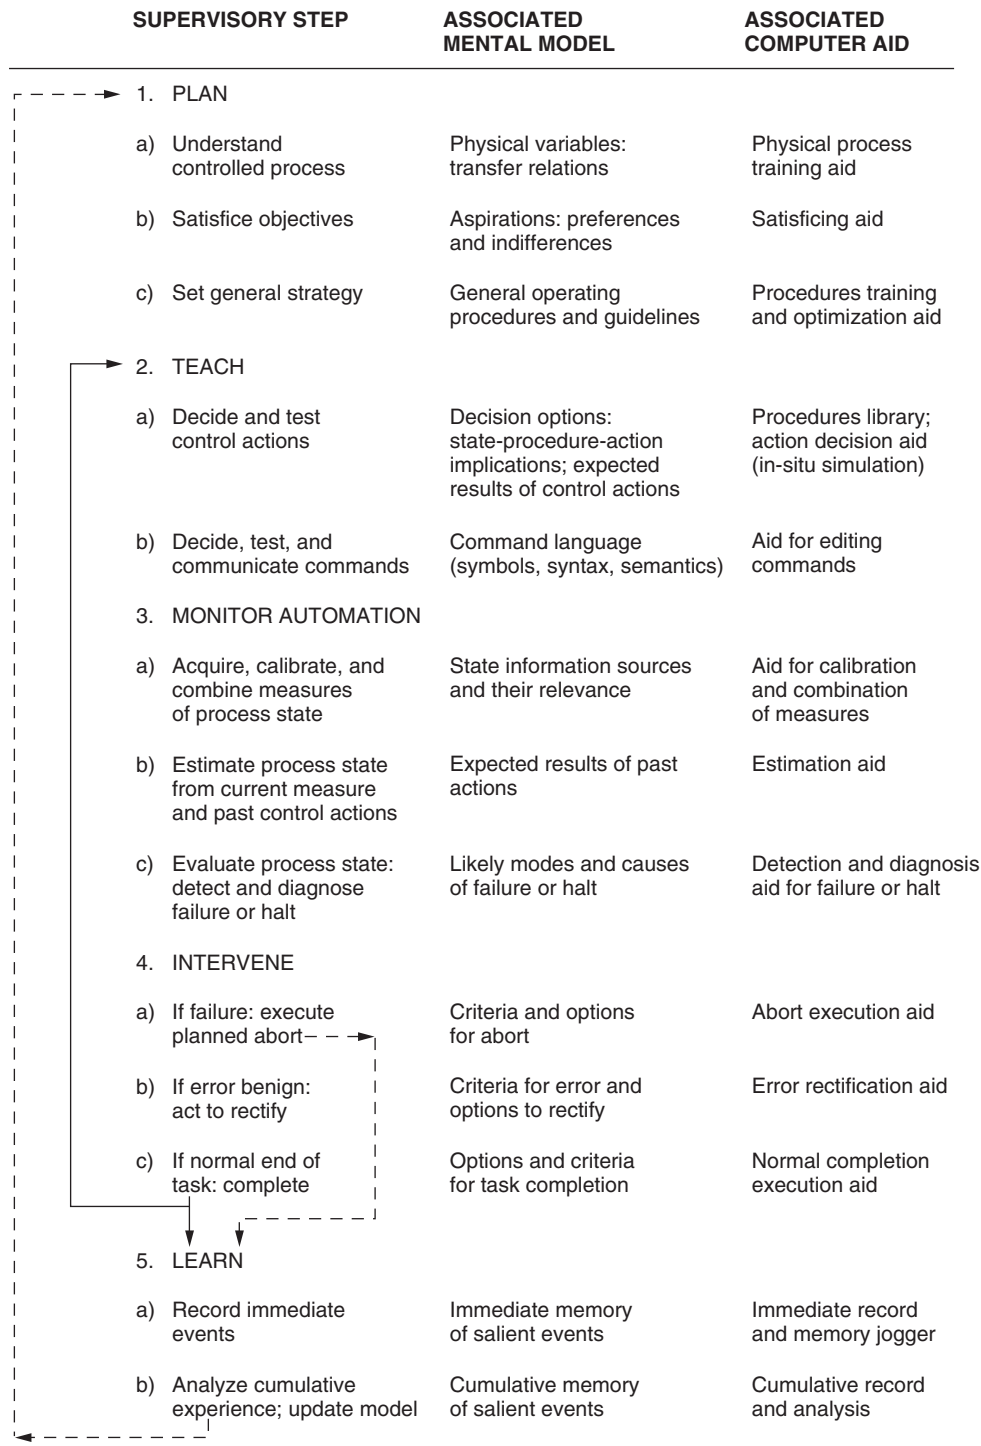 SUPERVISORY STEP
ASSOCIATED
MENTAL MODEL
ASSOCIATED
COMPUTER AID
1. PLAN
a) Understand
controlled process
Physical variables:
transfer relations
Physical process
training aid
b) Satisfice objectives
Aspirations: preferences
and indifferences
Satisficing aid
c) Set general strategy
General operating
procedures and guidelines
Procedures training
and optimization aid
2. TEACH
a) Decide and test
control actions
Decision options:
state-procedure-action
implications; expected
results of control actions
Procedures library;
action decision aid
(in-situ simulation)
b) Decide, test, and
communicate commands
Command language
(symbols, syntax, semantics)
Aid for editing
commands
3. MONITOR AUTOMATION
a) Acquire, calibrate, and
combine measures
of process state
State information sources
and their relevance
Aid for calibration
and combination
of measures
b) Estimate process state
from current measure
and past control actions
Expected results of past
actions
Estimation aid
c) Evaluate process state:
detect and diagnose
failure or halt
Likely modes and causes
of failure or halt
Detection and diagnosis
aid for failure or halt
4. INTERVENE
a) If failure: execute
planned abort
Criteria and options
for abort
Abort execution aid
b) If error benign:
act to rectify
Criteria for error and
options to rectify
Error rectification aid
c) If normal end of
task: complete
Options and criteria
for task completion
Normal completion
execution aid
5. LEARN
a) Record immediate
events
Immediate memory
of salient events
Immediate record
and memory jogger
b) Analyze cumulative
experience; update model
Cumulative memory
of salient events
Cumulative record
and analysis